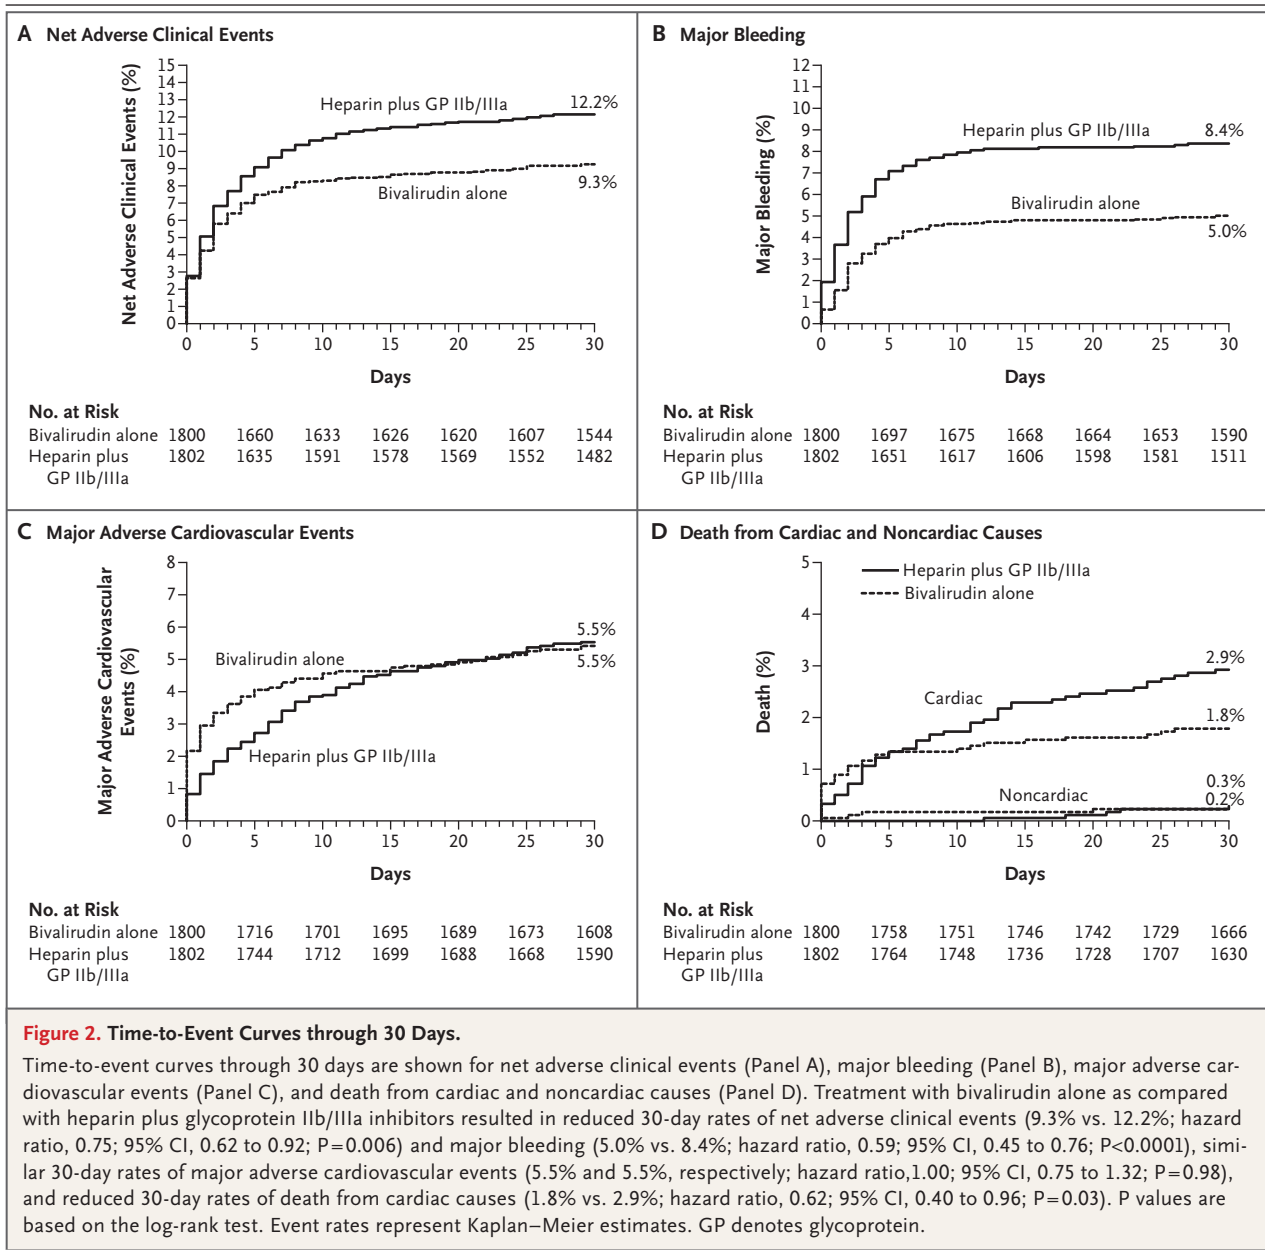 A Net Adverse Clinical Events
Net Adverse Clinical Events (%)
15
14
13
12
11
10
9
8
7
6
5
4
3
2
1
0
Heparin plus GP IIb/IIIa
12.2%
Bivalirudin alone
9.3%
0 5 10 15 20 25 30
Days
No. at Risk
Bivalirudin alone 1800 1660 1633 1626 1620 1607 1544
Heparin plus 1802 1635 1591 1578 1569 1552 1482
GP IIb/IIIa
B Major Bleeding
Major Bleeding (%)
12
11
10
9
8
7
6
5
4
3
2
1
0
Heparin plus GP IIb/IIIa
8.4%
Bivalirudin alone
5.0%
0 5 10 15 20 25 30
Days
No. at Risk
Bivalirudin alone 1800 1697 1675 1668 1664 1653 1590
Heparin plus 1802 1651 1617 1606 1598 1581 1511
GP IIb/IIIa
C Major Adverse Cardiovascular Events
Major Adverse Cardiovascular
Events (%)
8
7
6
5
4
3
2
1
0
5.5%
Bivalirudin alone
5.5%
Heparin plus GP IIb/IIIa
0 5 10 15 20 25 30
Days
No. at Risk
Bivalirudin alone 1800 1716 1701 1695 1689 1673 1608
Heparin plus 1802 1744 1712 1699 1688 1668 1590
GP IIb/IIIa
D Death from Cardiac and Noncardiac Causes
Death (%)
5
4
3
2
1
0
Heparin plus GP IIb/IIIa
Bivalirudin alone
2.9%
Cardiac
1.8%
0.3%
Noncardiac
0.2%
0 5 10 15 20 25 30
Days
No. at Risk
Bivalirudin alone 1800 1758 1751 1746 1742 1729 1666
Heparin plus 1802 1764 1748 1736 1728 1707 1630
GP IIb/IIIa
Figure 2. Time-to-Event Curves through 30 Days.
Time-to-event curves through 30 days are shown for net adverse clinical events (Panel A), major bleeding (Panel B), major adverse car-
diovascular events (Panel C), and death from cardiac and noncardiac causes (Panel D). Treatment with bivalirudin alone as compared
with heparin plus glycoprotein IIb/IIIa inhibitors resulted in reduced 30-day rates of net adverse clinical events (9.3% vs. 12.2%; hazard
ratio, 0.75; 95% CI, 0.62 to 0.92; P=0.006) and major bleeding (5.0% vs. 8.4%; hazard ratio, 0.59; 95% CI, 0.45 to 0.76; P<0.0001), simi-
lar 30-day rates of major adverse cardiovascular events (5.5% and 5.5%, respectively; hazard ratio,1.00; 95% CI, 0.75 to 1.32; P=0.98),
and reduced 30-day rates of death from cardiac causes (1.8% vs. 2.9%; hazard ratio, 0.62; 95% CI, 0.40 to 0.96; P=0.03). P values are
based on the log-rank test. Event rates represent Kaplan–Meier estimates. GP denotes glycoprotein.